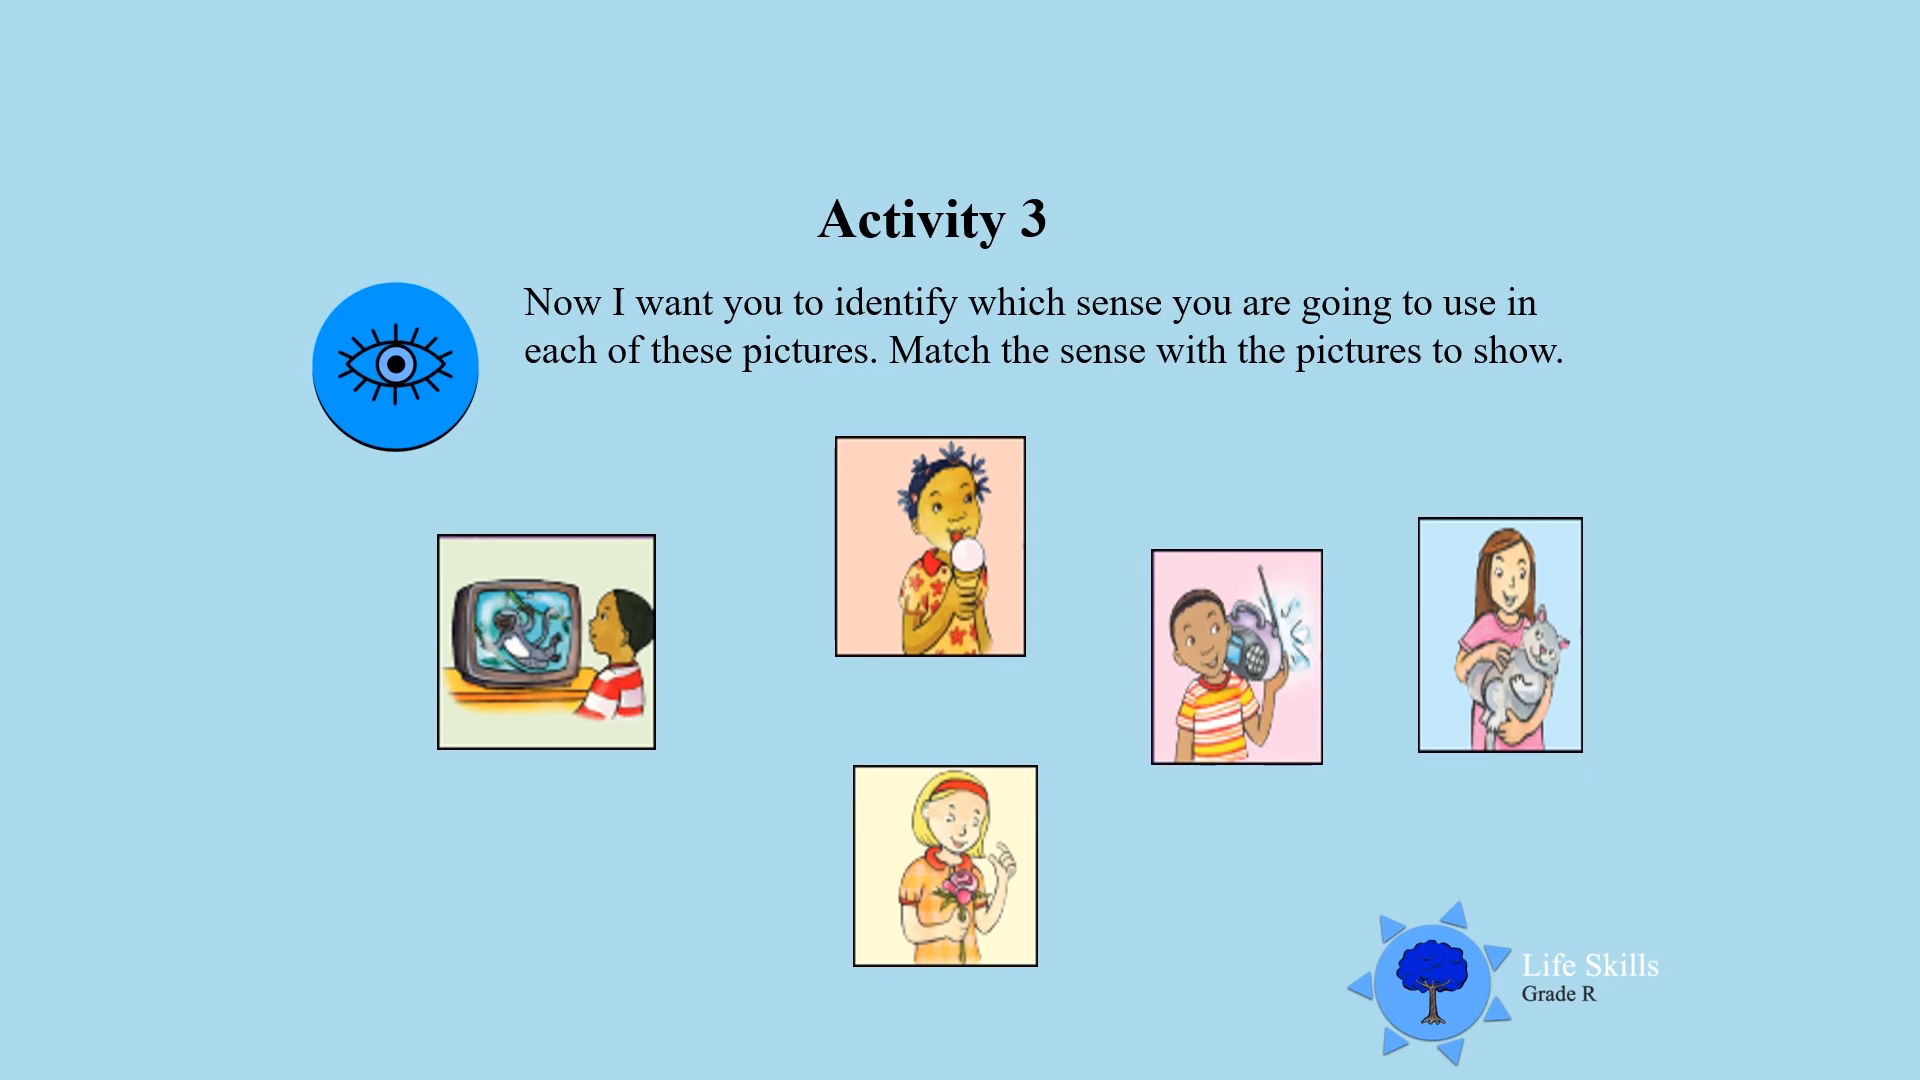 Activity 3
Now I want you to identify which sense you are going to use in
each of these pictures. Match the sense with the pictures to show.
Life Skills
Grade R